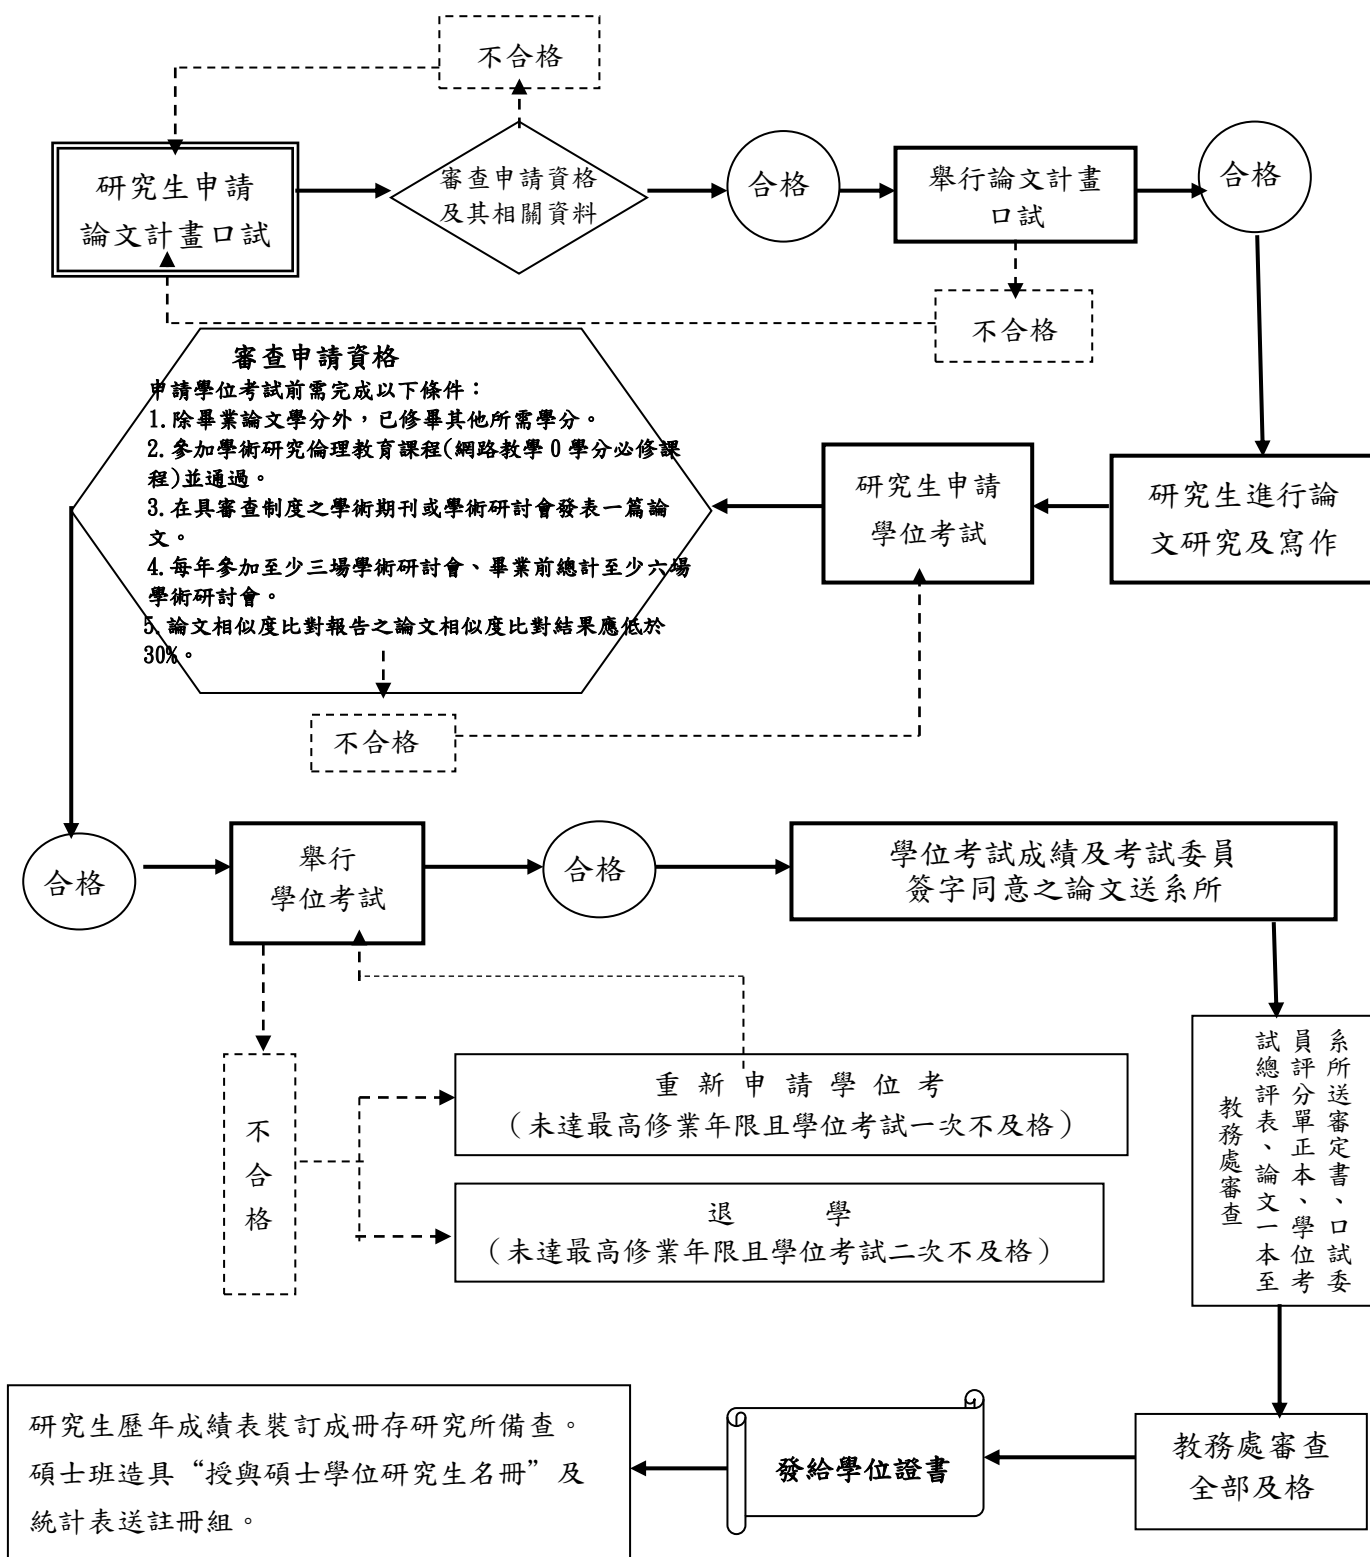 不合格
研究生申請
論文計畫口試
審查申請資格
及其相關資料
合格
舉行論文計畫
口試
合格
不合格
審查申請資格
申請學位考試前需完成以下條件：
1.除畢業論文學分外，已修畢其他所需學分。
2.參加學術研究倫理教育課程(網路教學 0 學分必修課
程)並通過。
3.在具審查制度之學術期刊或學術研討會發表一篇論
文。
4.每年參加至少三場學術研討會、畢業前總計至少六場
學術研討會。
5.論文相似度比對報告之論文相似度比對結果應低於
30%。
研究生申請
學位考試
研究生進行論
文研究及寫作
不合格
合格
舉行
學位考試
合格
學位考試成績及考試委員
簽字同意之論文送系所
系所送審定書、口試委
員評分單正本、學位考
試總評表、論文一本至
教務處審查
不合格
重 新 申 請 學 位 考
（未達最高修業年限且學位考試一次不及格）
退 學
（未達最高修業年限且學位考試二次不及格）
教務處審查
全部及格
發給學位證書
研究生歷年成績表裝訂成冊存研究所備查。
碩士班造具“授與碩士學位研究生名冊”及
統計表送註冊組。